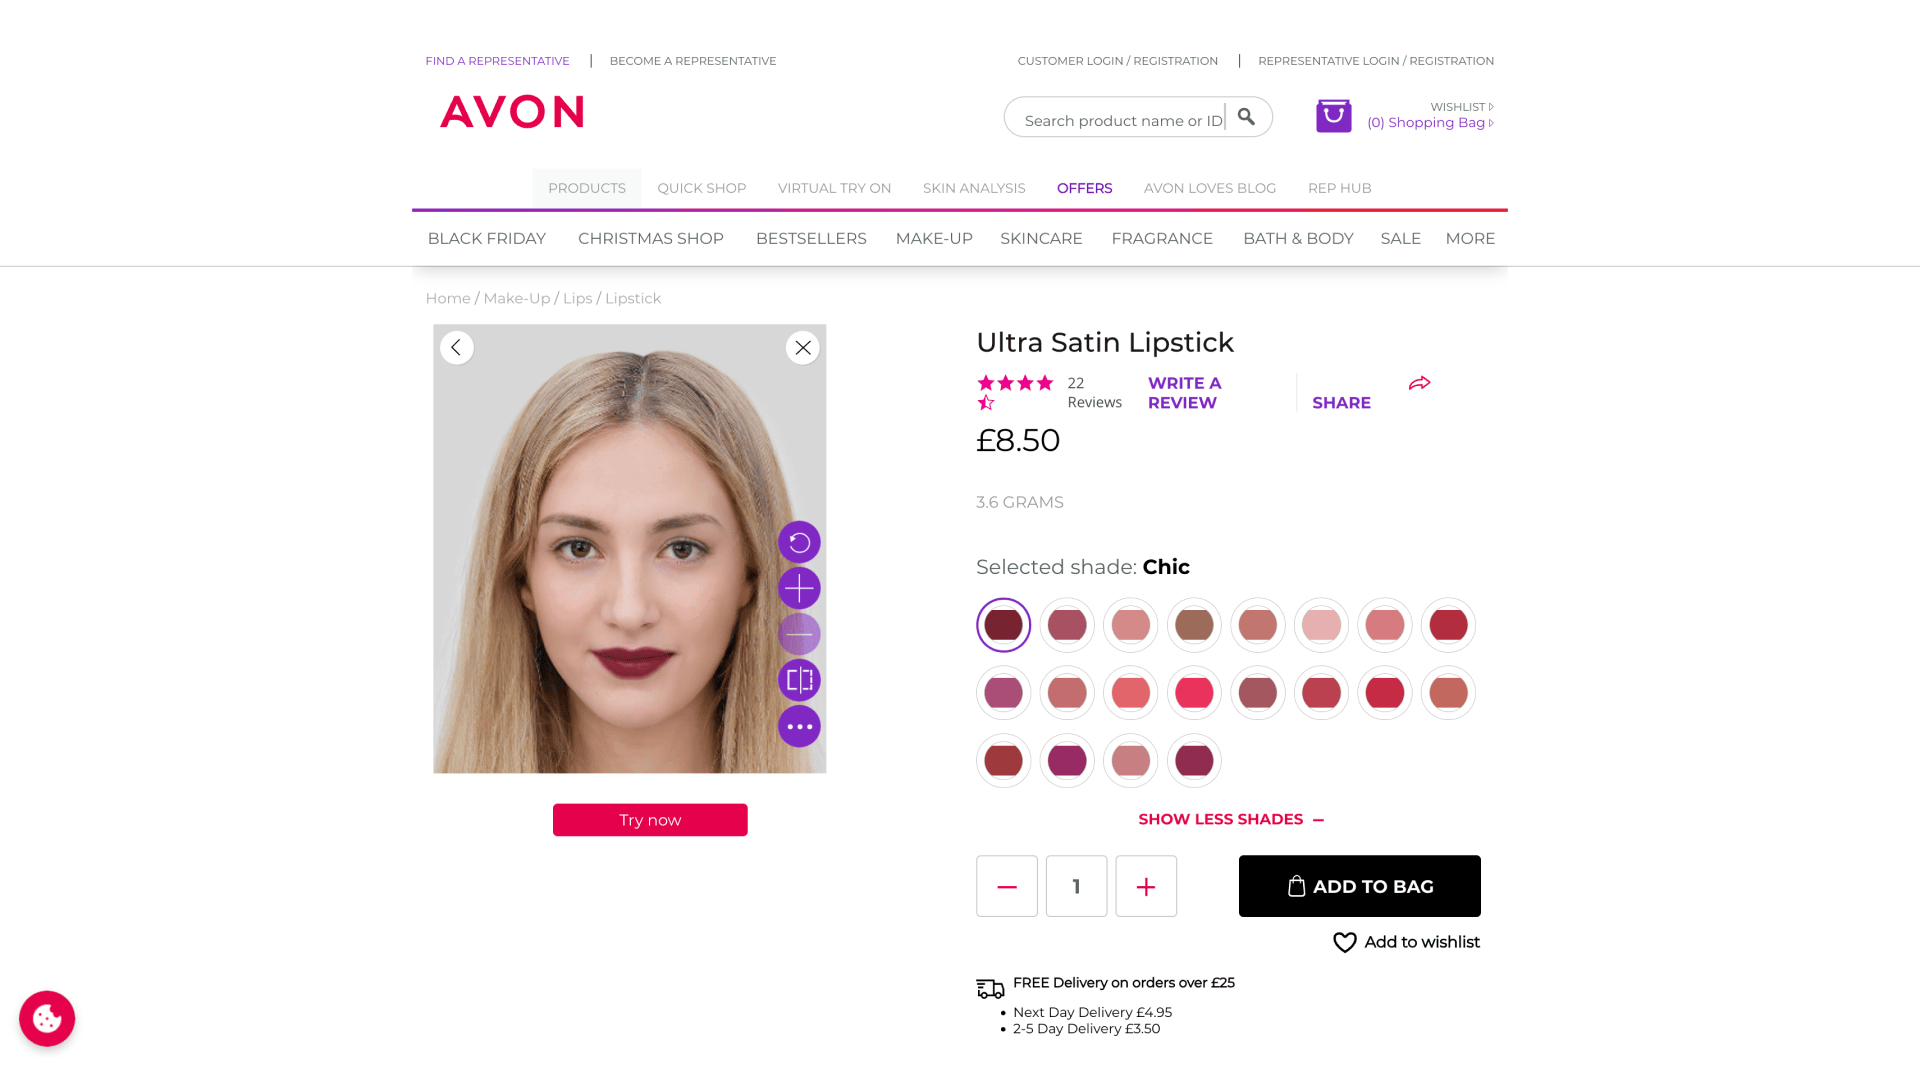 FIND A REPRESENTATIVE | BECOME A REPRESENTATIVE
CUSTOMER LOGIN / REGISTRATION | REPRESENTATIVE LOGIN / REGISTRATION
AVON
Search product name or ID
WISHLIST
(0) Shopping Bag
PRODUCTS QUICK SHOP VIRTUAL TRY ON SKIN ANALYSIS OFFERS AVON LOVES BLOG REP HUB
BLACK FRIDAY CHRISTMAS SHOP BESTSELLERS MAKE-UP SKINCARE FRAGRANCE BATH & BODY SALE MORE
Home / Make-Up / Lips / Lipstick
Try now
Ultra Satin Lipstick
22
Reviews
WRITE A
REVIEW
SHARE
£8.50
3.6 GRAMS
Selected shade: Chic
SHOW LESS SHADES
1
ADD TO BAG
Add to wishlist
FREE Delivery on orders over £25
• Next Day Delivery £4.95
• 2-5 Day Delivery £3.50